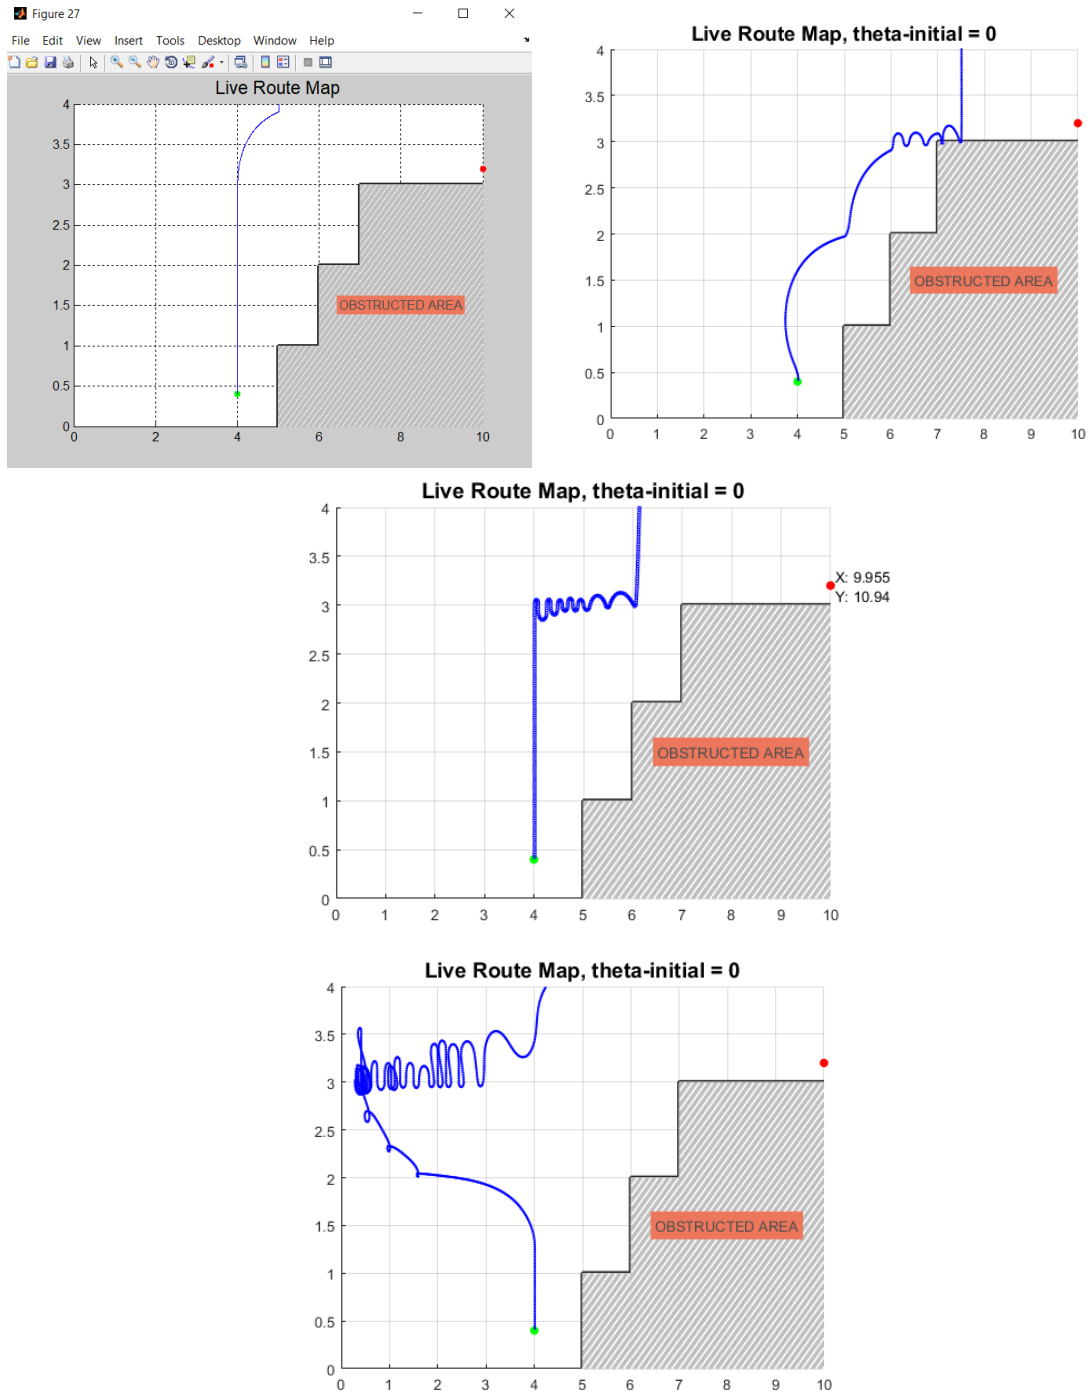 Figure 27
File Edit View Insert Tools Desktop Window Help
Live Route Map
4
3.5
3
2.5
2
1.5
1
0.5
0
OBSTRUCTED AREA
0 2 4 6 8 10
Live Route Map, theta-initial = 0
4
3.5
3
2.5
2
1.5
1
0.5
0
OBSTRUCTED AREA
0 1 2 3 4 5 6 7 8 9 10
Live Route Map, theta-initial = 0
4
3.5
3
2.5
2
1.5
1
0.5
0
X: 9.955
Y: 10.94
OBSTRUCTED AREA
0 1 2 3 4 5 6 7 8 9 10
Live Route Map, theta-initial = 0
4
3.5
3
2.5
2
1.5
1
0.5
0
OBSTRUCTED AREA
0 1 2 3 4 5 6 7 8 9 10